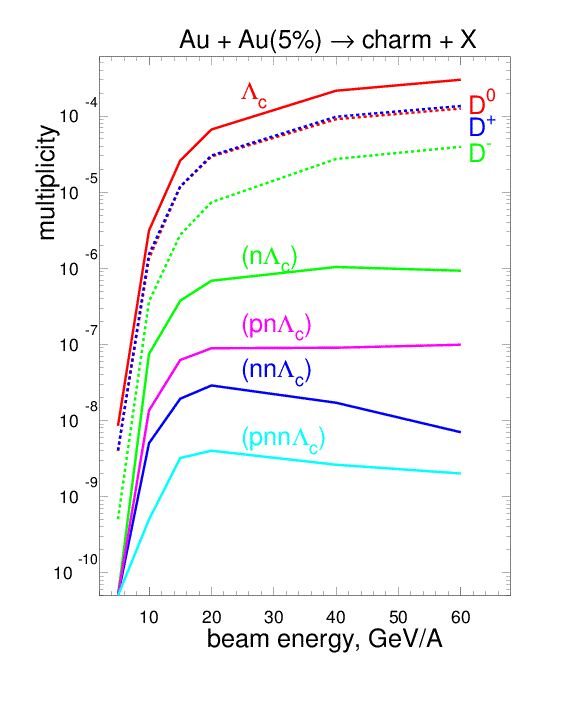 Au + Au(5%) → charm + X
multiplicity
10⁻⁴
10⁻⁵
10⁻⁶
10⁻⁷
10⁻⁸
10⁻⁹
10⁻¹⁰
Λc
D⁰
D⁺
D⁻
(nΛc)
(pnΛc)
(nnΛc)
(pnnΛc)
10 20 30 40 50 60
beam energy, GeV/A